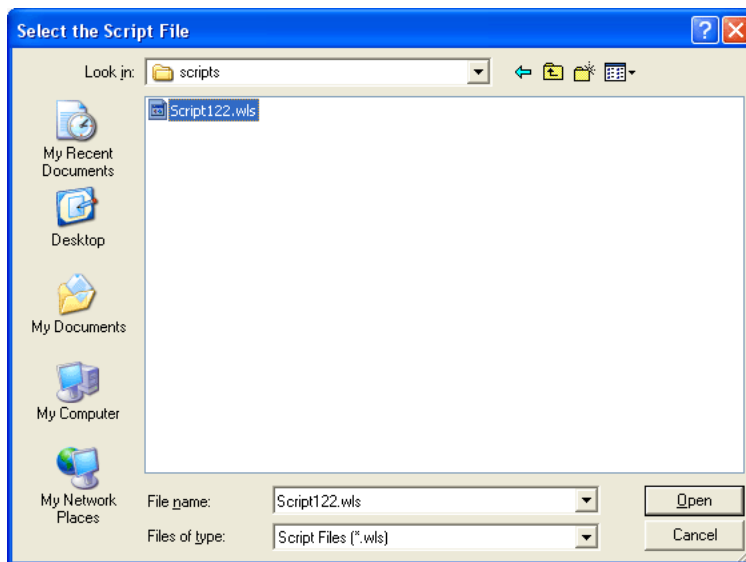 Select the Script File
Look in: scripts
Script122.wls
My Recent
Documents
Desktop
My Documents
My Computer
My Network
Places
File name: Script122.wls Open
Files of type: Script Files (*.wls) Cancel